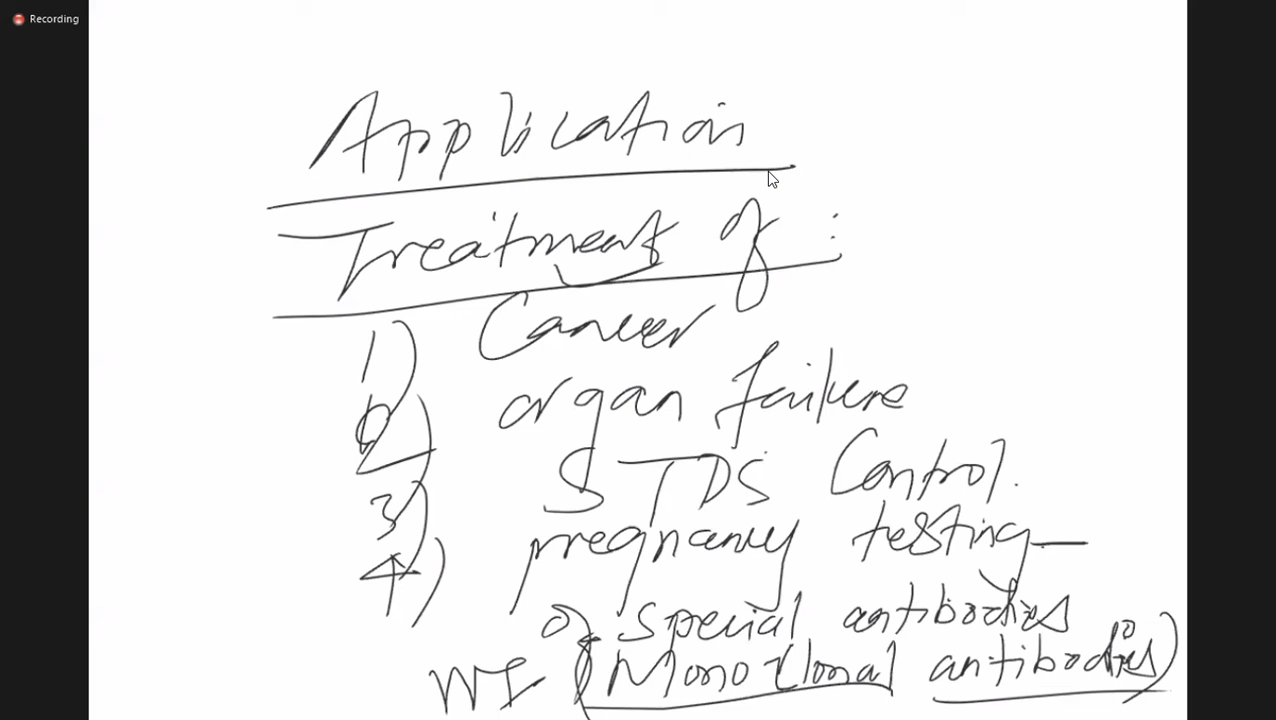 Recording
Application
Treatment of :
1) Cancer
2) organ failure
3) STDs Control.
4) pregnancy testing
of special antibodies
(Monoclonal antibodies)